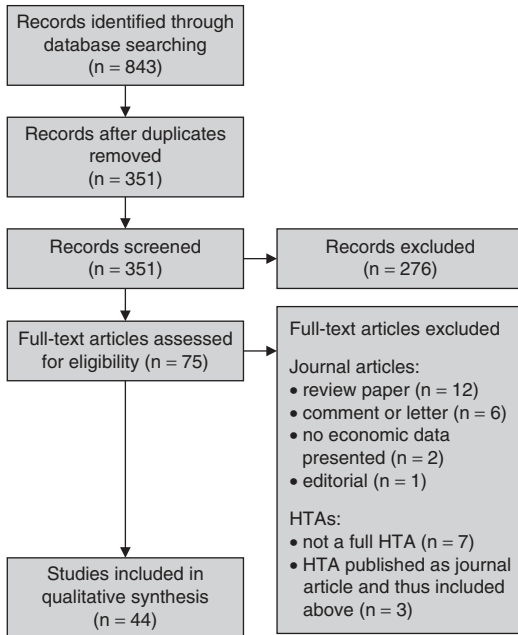 Records identified through
database searching
(n = 843)
Records after duplicates
removed
(n = 351)
Records screened
(n = 351)
Records excluded
(n = 276)
Full-text articles assessed
for eligibility (n = 75)
Full-text articles excluded
Journal articles:
• review paper (n = 12)
• comment or letter (n = 6)
• no economic data
presented (n = 2)
• editorial (n = 1)
HTAs:
• not a full HTA (n = 7)
• HTA published as journal
article and thus included
above (n = 3)
Studies included in
qualitative synthesis
(n = 44)